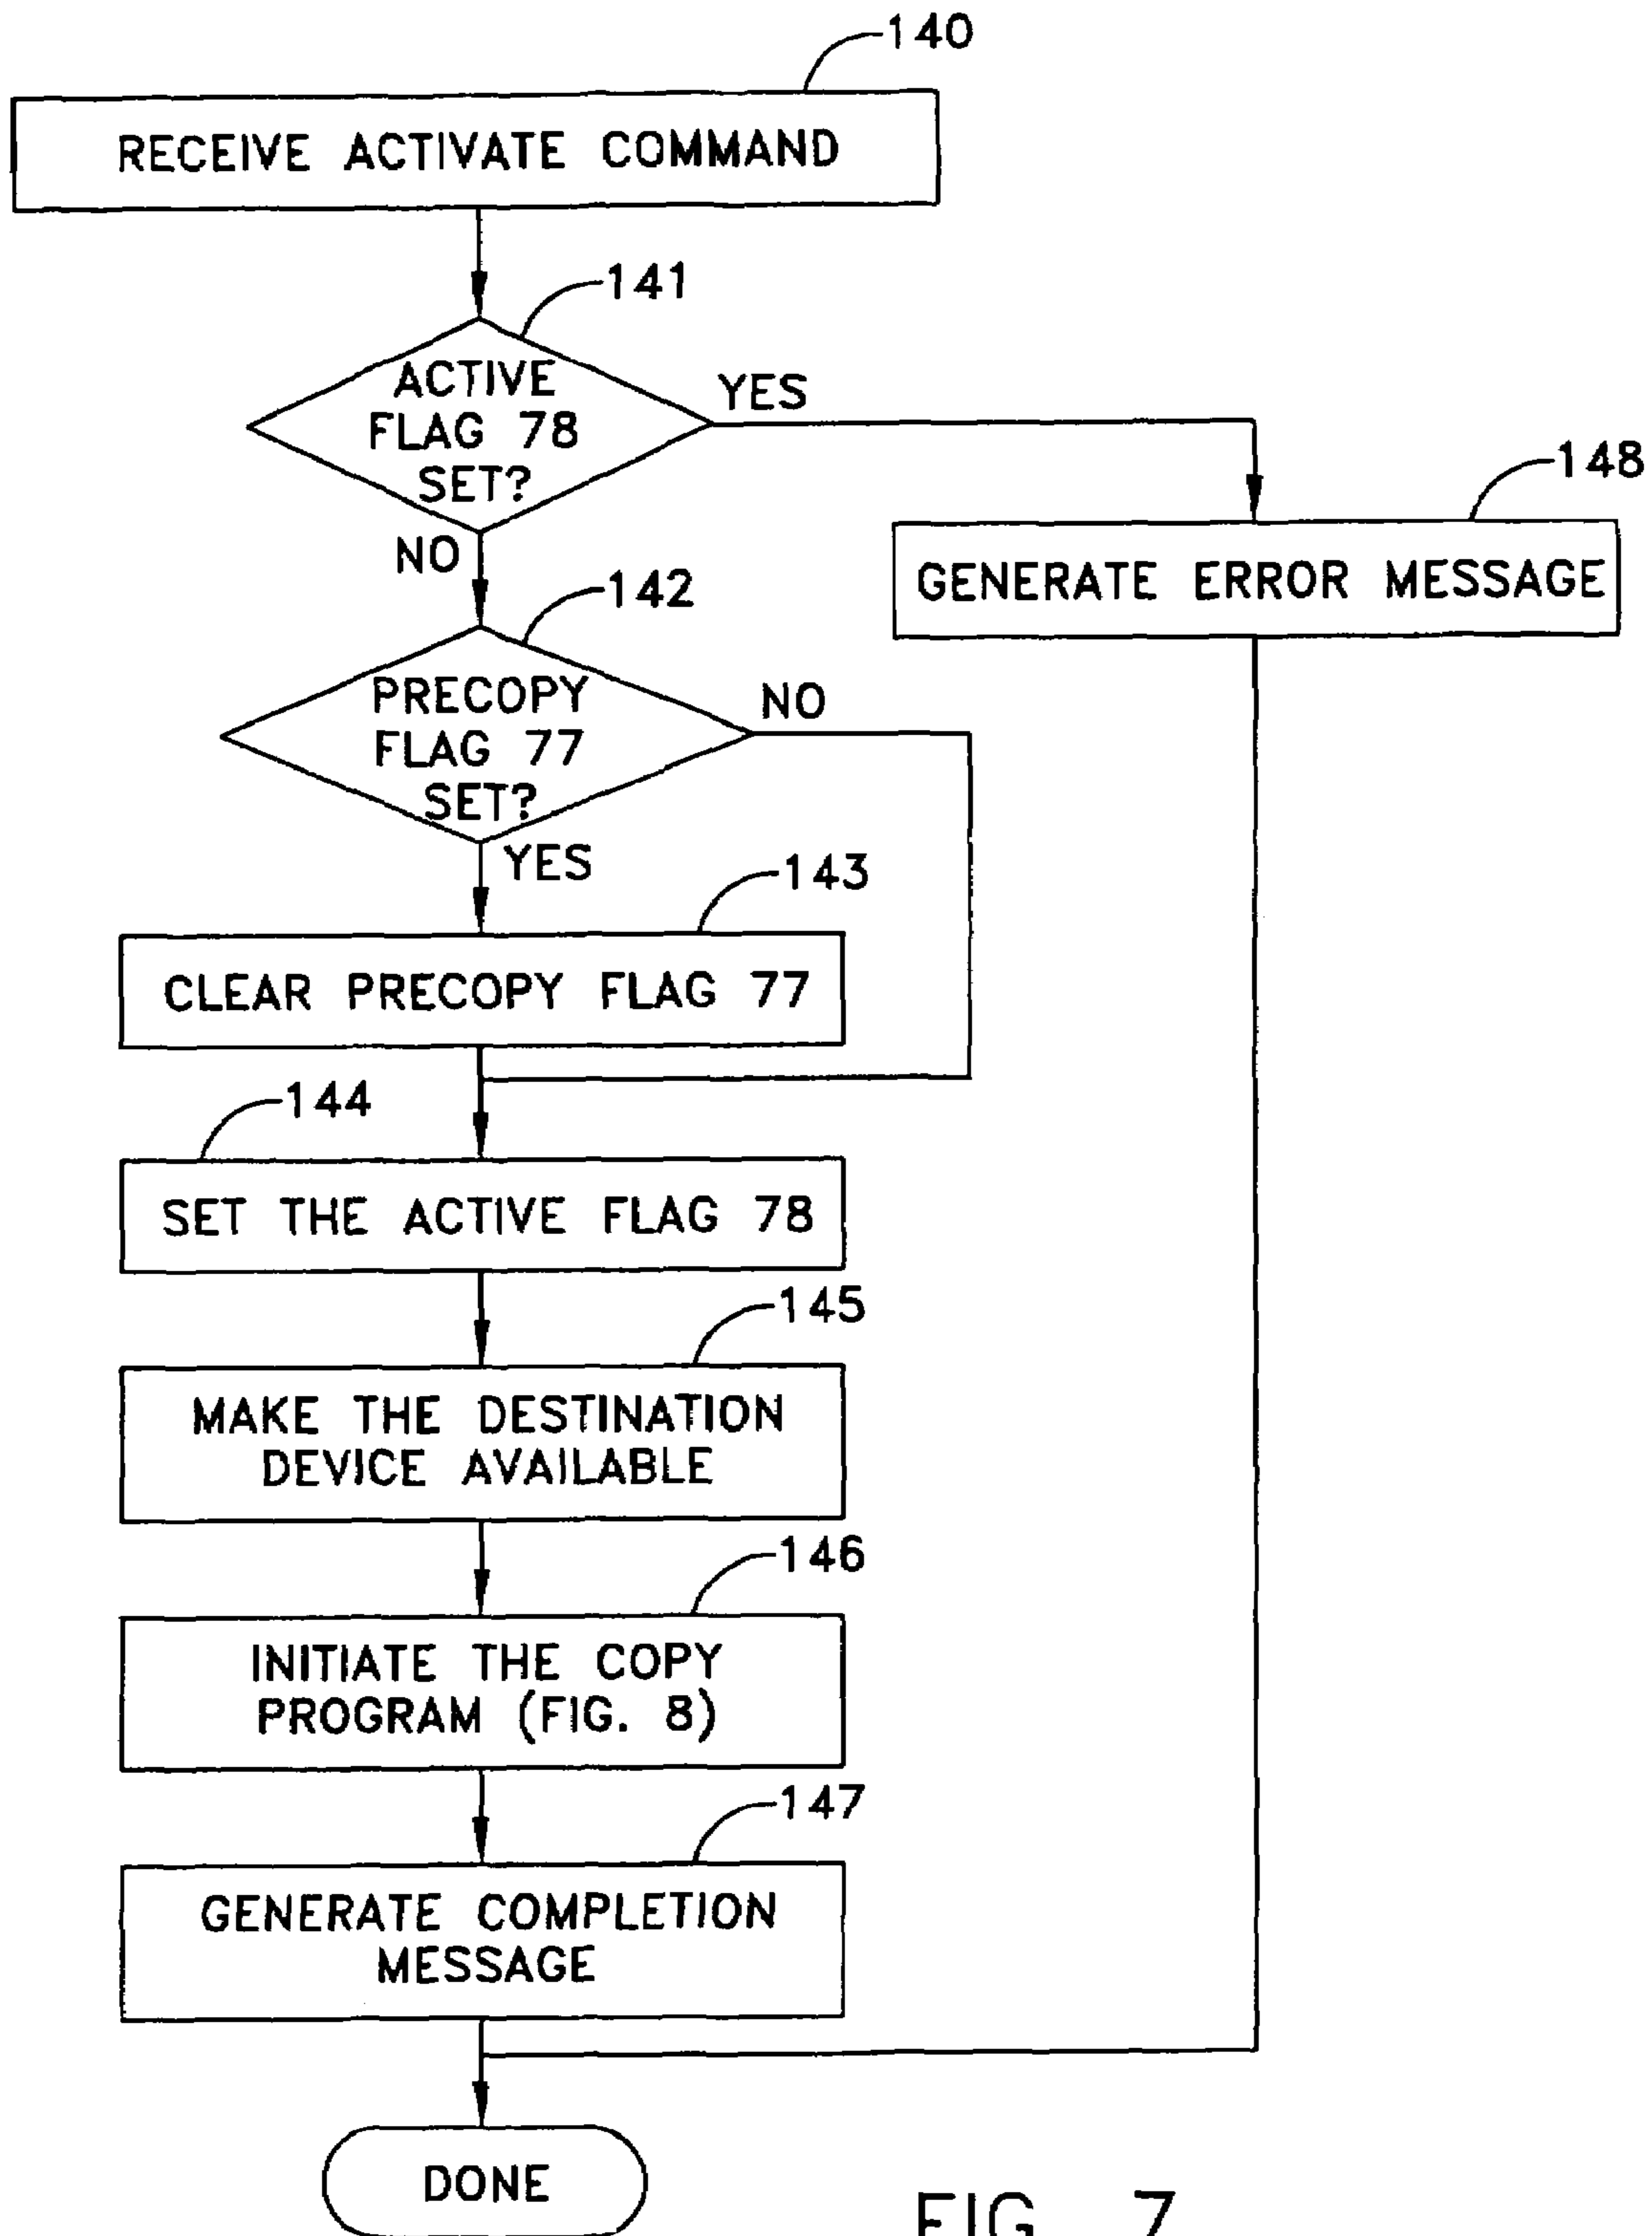 140
RECEIVE ACTIVATE COMMAND
141
ACTIVE
FLAG 78
SET?
YES
NO
148
GENERATE ERROR MESSAGE
142
PRECOPY
FLAG 77
SET?
NO
YES
143
CLEAR PRECOPY FLAG 77
144
SET THE ACTIVE FLAG 78
145
MAKE THE DESTINATION
DEVICE AVAILABLE
146
INITIATE THE COPY
PROGRAM (FIG. 8)
147
GENERATE COMPLETION
MESSAGE
DONE
FIG. 7